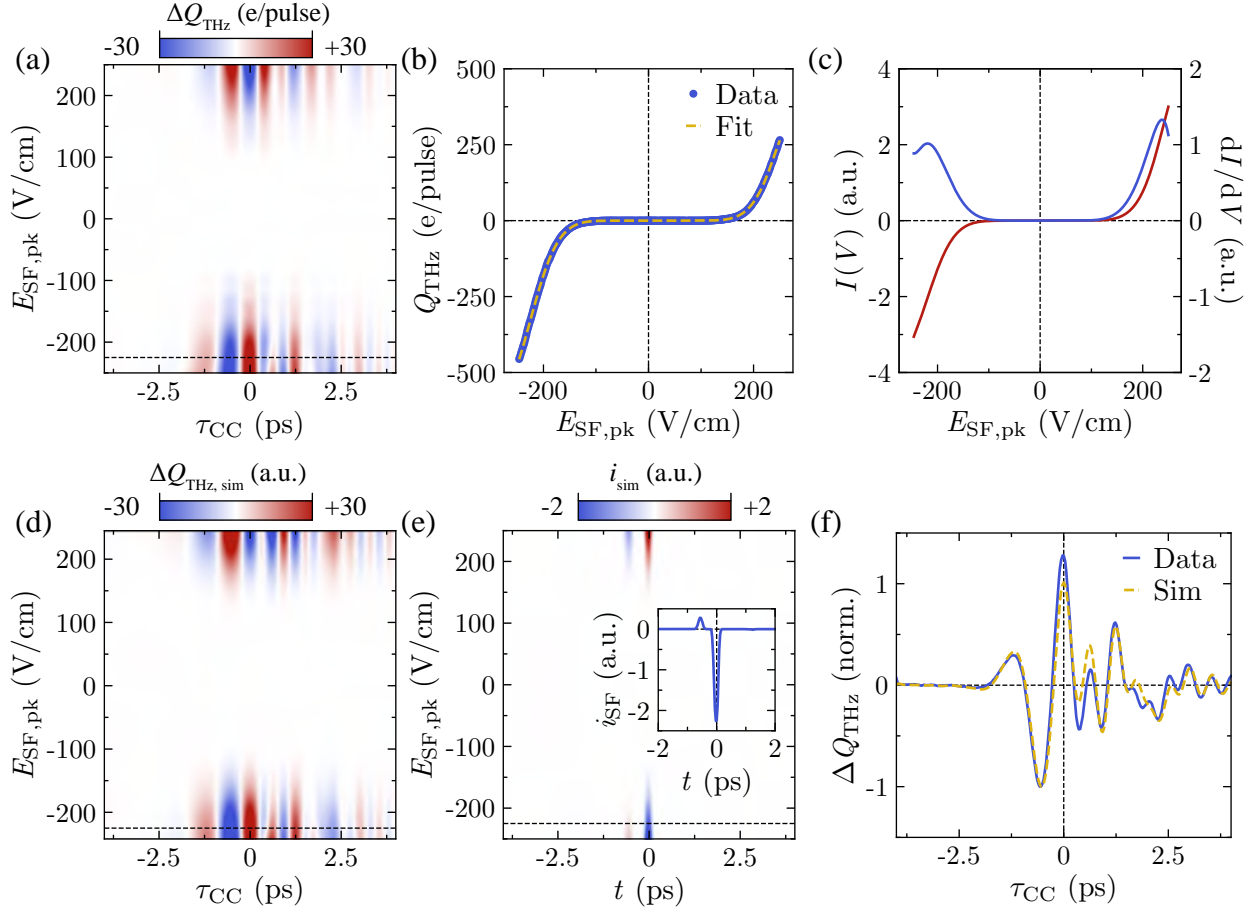 ΔQ_THz (e/pulse)
-30 +30
(a)
E_SF,pk (V/cm)
200
100
0
-100
-200
-2.5 0 2.5
τ_CC (ps)
(b)
Q_THz (e/pulse)
500
250
0
-250
-500
-200 0 200
E_SF,pk (V/cm)
Data
Fit
(c)
I(V) (a.u.)
4
2
0
-2
-4
dI/dV (a.u.)
2
1
0
-1
-2
-200 0 200
E_SF,pk (V/cm)
ΔQ_THz, sim (a.u.)
-30 +30
(d)
E_SF,pk (V/cm)
200
100
0
-100
-200
-2.5 0 2.5
τ_CC (ps)
i_sim (a.u.)
-2 +2
(e)
E_SF,pk (V/cm)
200
100
0
-100
-200
-2.5 0 2.5
t (ps)
i_SF (a.u.)
0
-1
-2
-2 0 2
t (ps)
(f)
ΔQ_THz (norm.)
1
0
-1
-2.5 0 2.5
τ_CC (ps)
Data
Sim